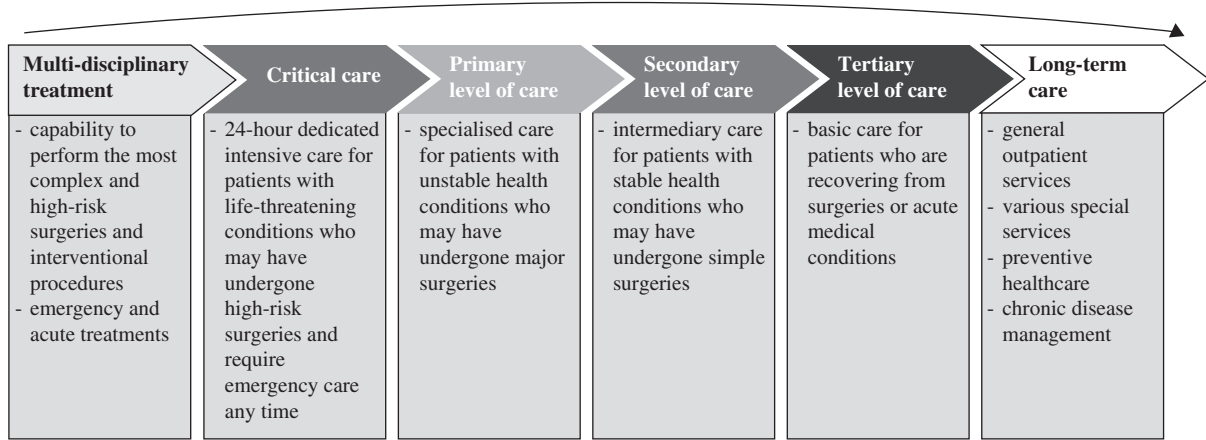 Multi-disciplinary
treatment
- capability to
perform the most
complex and
high-risk
surgeries and
interventional
procedures
- emergency and
acute treatments
Critical care
- 24-hour dedicated
intensive care for
patients with
life-threatening
conditions who
may have
undergone
high-risk
surgeries and
require
emergency care
any time
Primary
level of care
- specialised care
for patients with
unstable health
conditions who
may have
undergone major
surgeries
Secondary
level of care
- intermediary care
for patients with
stable health
conditions who
may have
undergone simple
surgeries
Tertiary
level of care
- basic care for
patients who are
recovering from
surgeries or acute
medical
conditions
Long-term
care
- general
outpatient
services
- various special
services
- preventive
healthcare
- chronic disease
management